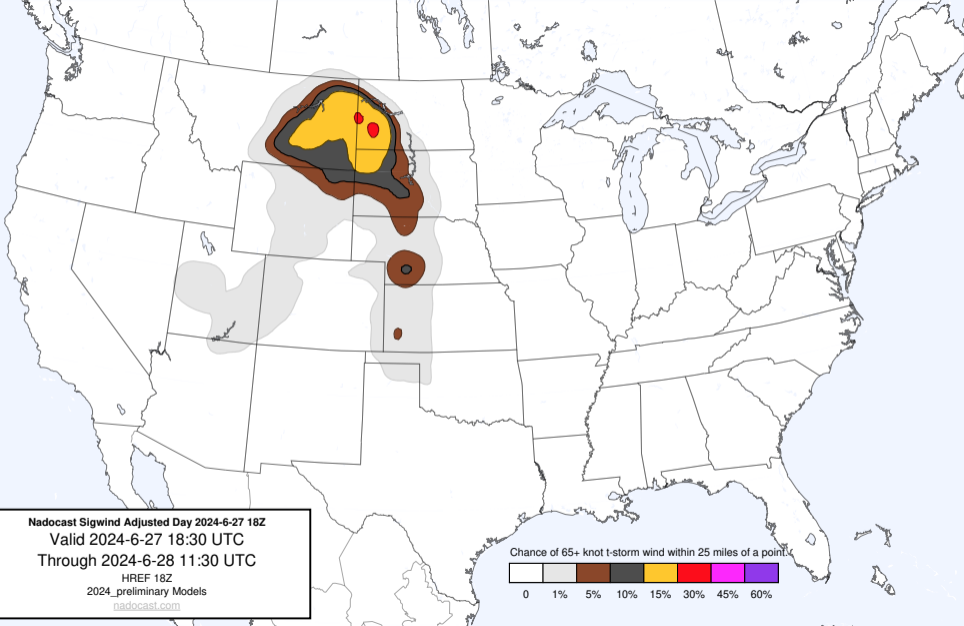 Nadocast Sigwind Adjusted Day 2024-6-27 18Z
Valid 2024-6-27 18:30 UTC
Through 2024-6-28 11:30 UTC
HREF 18Z
2024_preliminary Models
nadocast.com
Chance of 65+ knot t-storm wind within 25 miles of a point.
0 1% 5% 10% 15% 30% 45% 60%